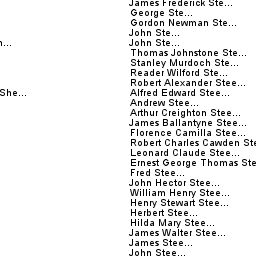 James Frederick Ste...
George Ste...
Gordon Newman Ste...
John Ste...
n... John Ste...
Thomas Johnstone Ste...
Stanley Murdoch Ste...
Reader Wilford Ste...
Robert Alexander Stee...
She... Alfred Edward Stee...
Andrew Stee...
Arthur Creighton Stee...
James Ballantyne Stee...
Florence Camilla Stee...
Robert Charles Cawden Ste
Leonard Claude Stee...
Ernest George Thomas Ste
Fred Stee...
John Hector Stee...
William Henry Stee...
Henry Stewart Stee...
Herbert Stee...
Hilda Mary Stee...
James Walter Stee...
James Stee...
John Stee...